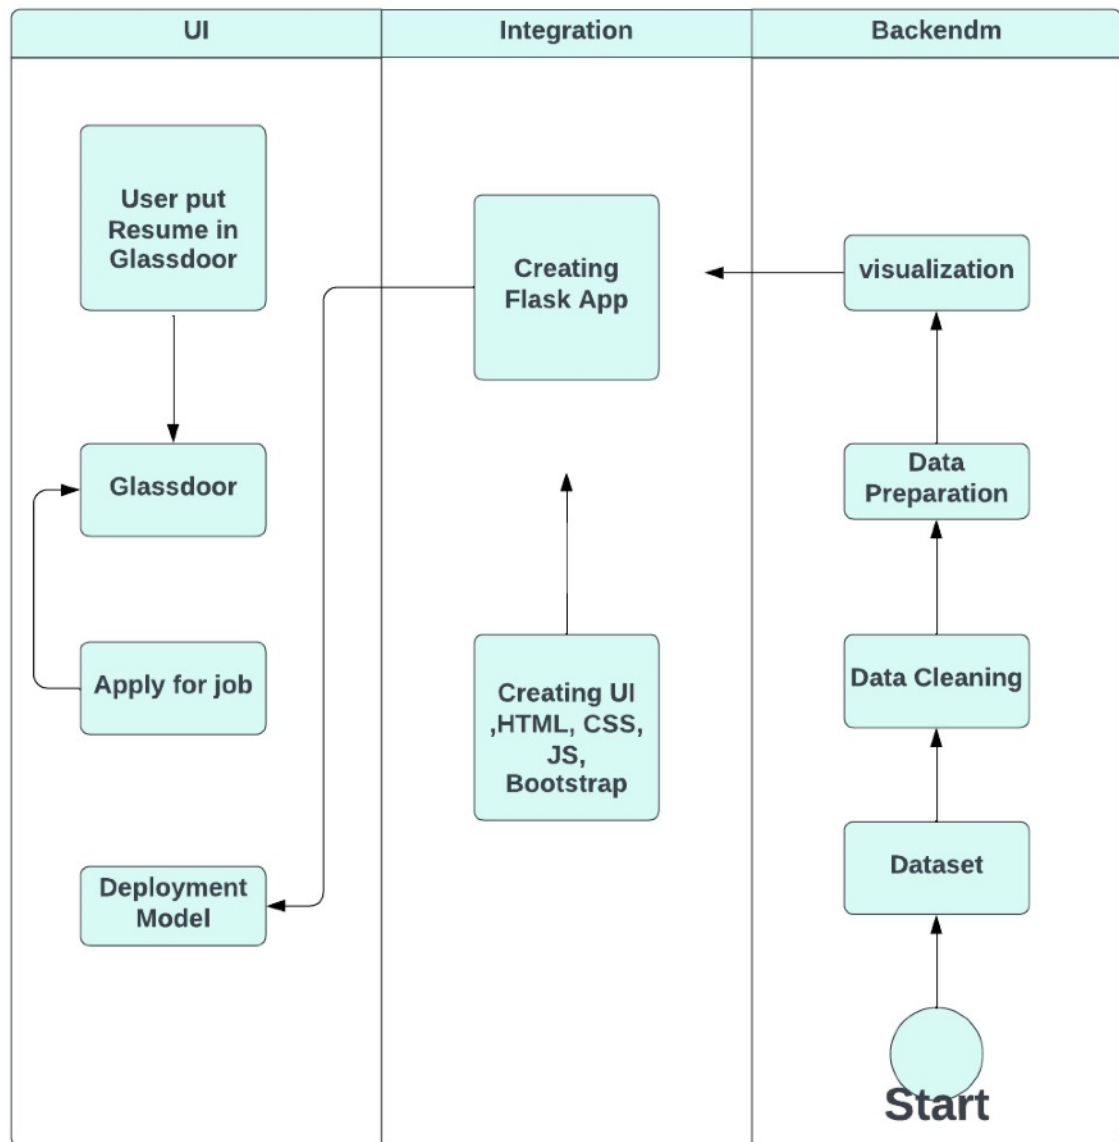 UI
Integration
Backendm
User put
Resume in
Glassdoor
Glassdoor
Apply for job
Deployment
Model
Creating
Flask App
Creating UI
,HTML, CSS,
JS,
Bootstrap
visualization
Data
Preparation
Data Cleaning
Dataset
Start